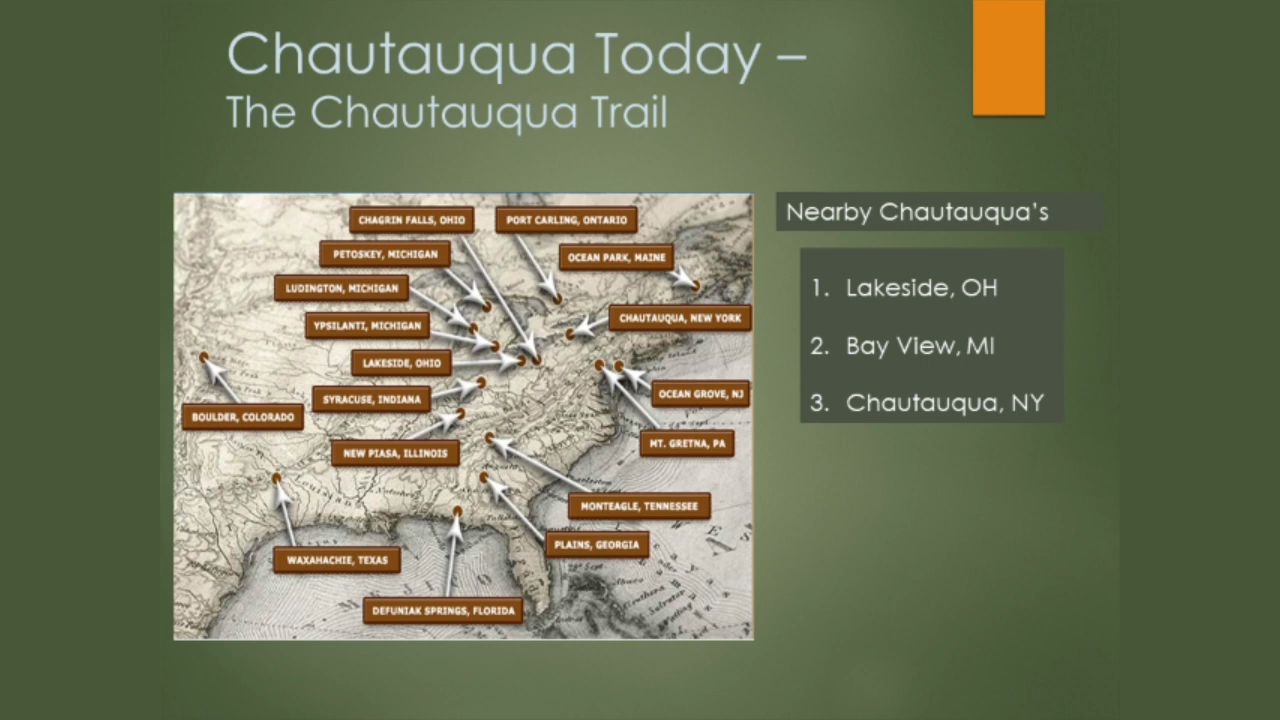 Chautauqua Today –
The Chautauqua Trail
CHAGRIN FALLS, OHIO
PORT CARLING, ONTARIO
PETOSKEY, MICHIGAN
OCEAN PARK, MAINE
LUDINGTON, MICHIGAN
CHAUTAUQUA, NEW YORK
YPSILANTI, MICHIGAN
LAKESIDE, OHIO
SYRACUSE, INDIANA
OCEAN GROVE, NJ
BOULDER, COLORADO
MT. GRETNA, PA
NEW PIASA, ILLINOIS
MONTEAGLE, TENNESSEE
PLAINS, GEORGIA
WAXAHACHIE, TEXAS
DEFUNIAK SPRINGS, FLORIDA
Nearby Chautauqua's
1. Lakeside, OH
2. Bay View, MI
3. Chautauqua, NY